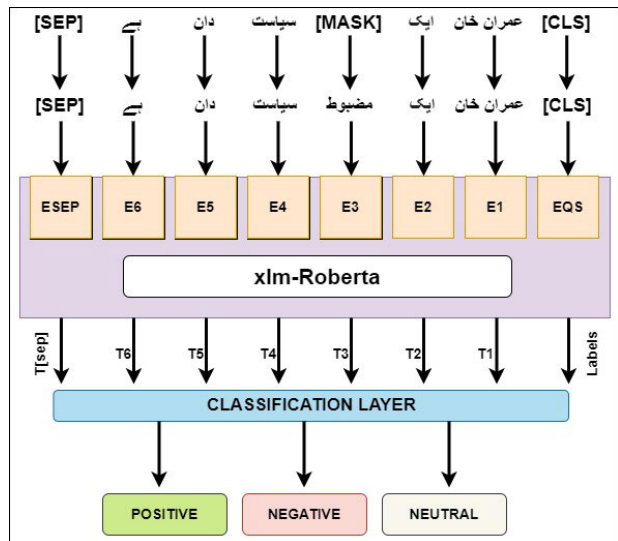 [SEP] ہے دان سیاست [MASK] ایک عمران خان [CLS]
[SEP] ہے دان سیاست مضبوط ایک عمران خان [CLS]
ESEP E6 E5 E4 E3 E2 E1 EQS
xlm-Roberta
T[sep] T6 T5 T4 T3 T2 T1 Labels
CLASSIFICATION LAYER
POSITIVE NEGATIVE NEUTRAL